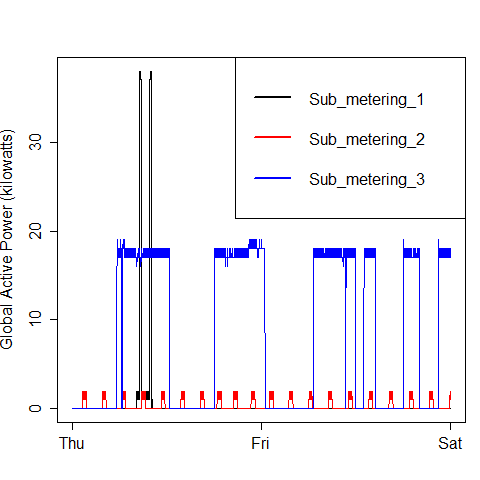 Sub_metering_1
Sub_metering_2
Sub_metering_3
Global Active Power (kilowatts)
30
20
10
0
Thu Fri Sat